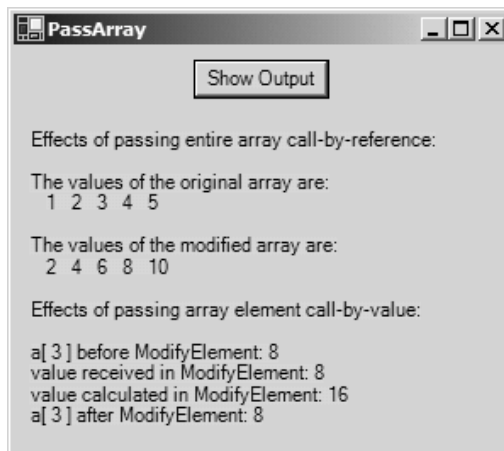 PassArray
Show Output
Effects of passing entire array call-by-reference:
The values of the original array are:
1 2 3 4 5
The values of the modified array are:
2 4 6 8 10
Effects of passing array element call-by-value:
a[ 3 ] before ModifyElement: 8
value received in ModifyElement: 8
value calculated in ModifyElement: 16
a[ 3 ] after ModifyElement: 8